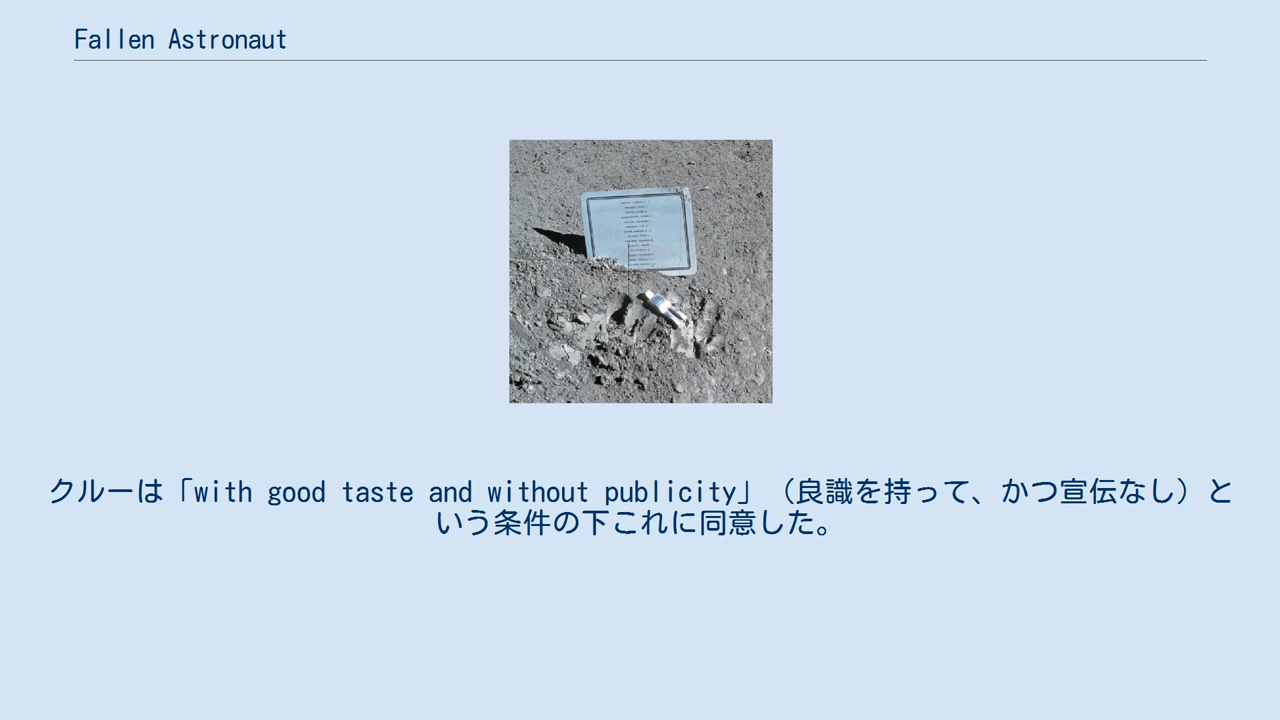 Fallen Astronaut
クルーは「with good taste and without publicity」（良識を持って、かつ宣伝なし）と
いう条件の下これに同意した。